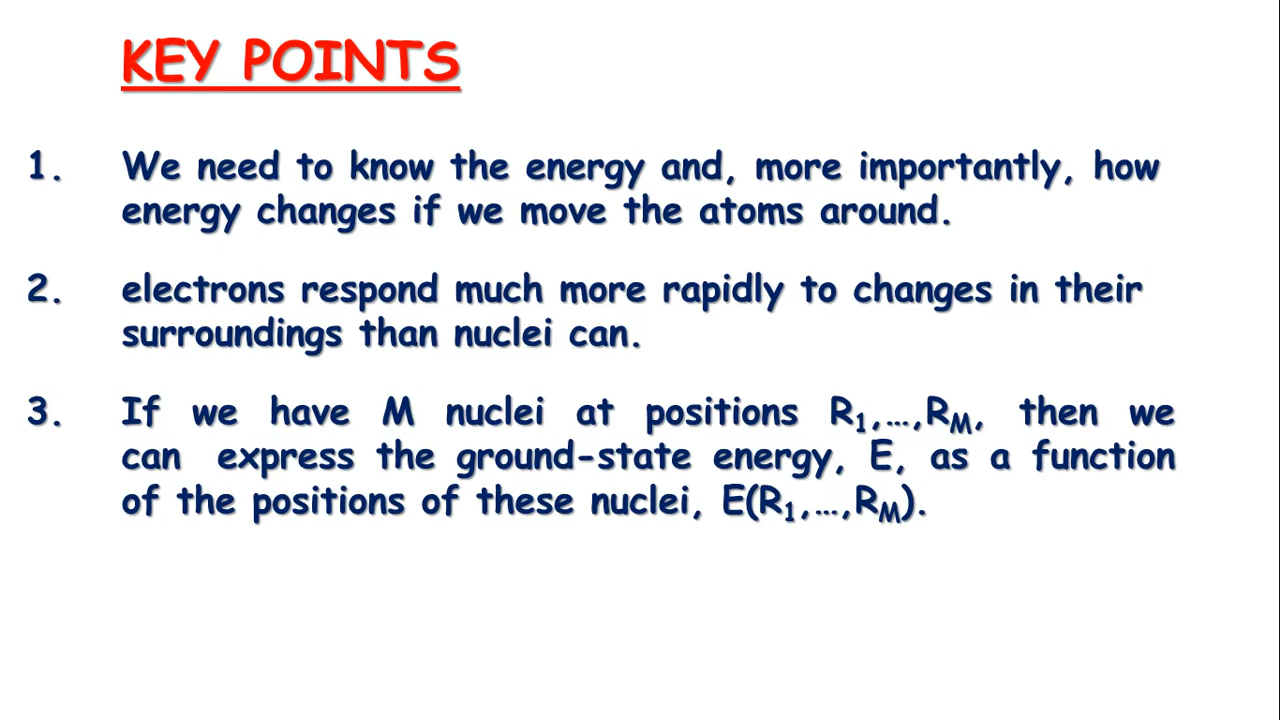 KEY POINTS
1. We need to know the energy and, more importantly, how
energy changes if we move the atoms around.
2. electrons respond much more rapidly to changes in their
surroundings than nuclei can.
3. If we have M nuclei at positions R₁,…,R_M, then we
can express the ground-state energy, E, as a function
of the positions of these nuclei, E(R₁,…,R_M).